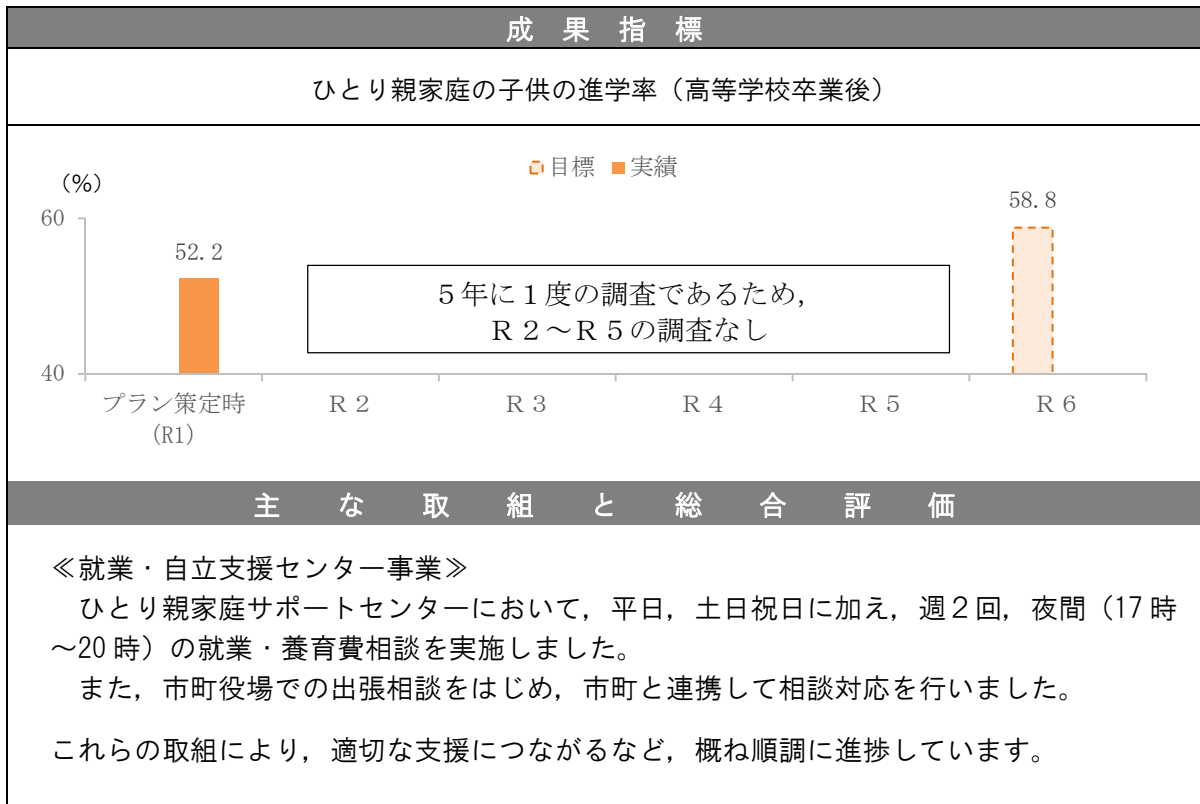 成果指標
ひとり親家庭の子供の進学率（高等学校卒業後）
目標 実績
(%)
60
58.8
52.2
５年に１度の調査であるため，
Ｒ２～Ｒ５の調査なし
40
プラン策定時
(R1)
Ｒ２
Ｒ３
Ｒ４
Ｒ５
Ｒ６
主な取組と総合評価
≪就業・自立支援センター事業≫
ひとり親家庭サポートセンターにおいて，平日，土日祝日に加え，週２回，夜間（17時
～20時）の就業・養育費相談を実施しました。
また，市町役場での出張相談をはじめ，市町と連携して相談対応を行いました。
これらの取組により，適切な支援につながるなど，概ね順調に進捗しています。